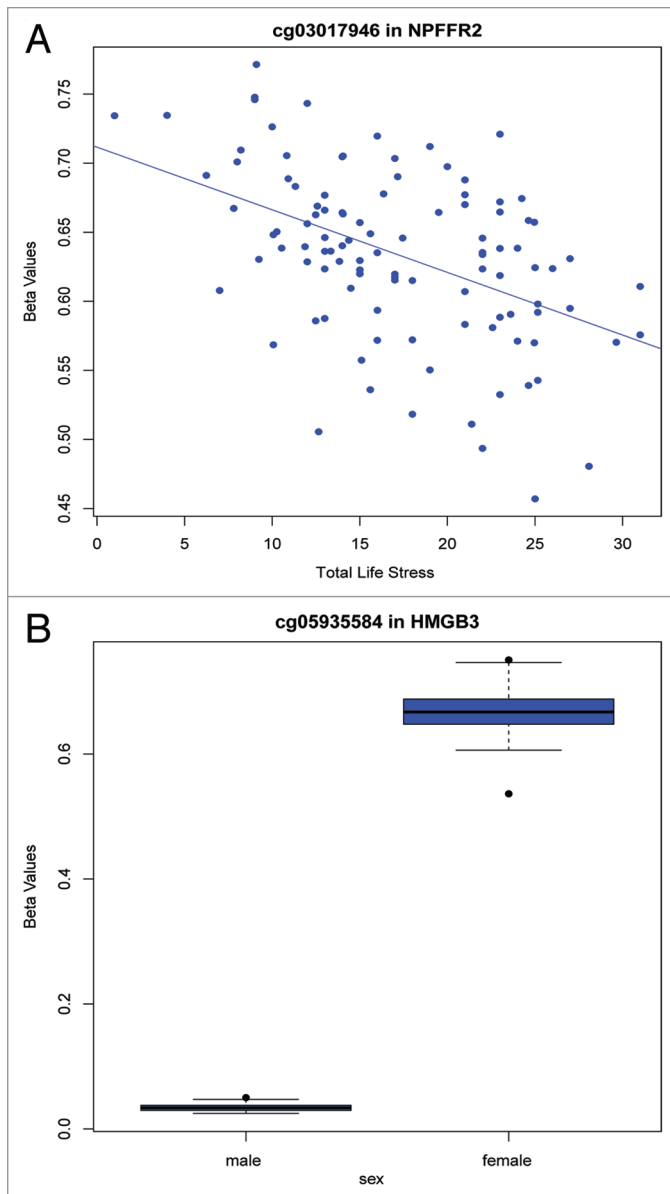 A
cg03017946 in NPFFR2
0.75
0.70
0.65
0.60
0.55
0.50
0.45
Beta Values
0 5 10 15 20 25 30
Total Life Stress
B
cg05935584 in HMGB3
0.6
0.4
0.2
0.0
Beta Values
male female
sex